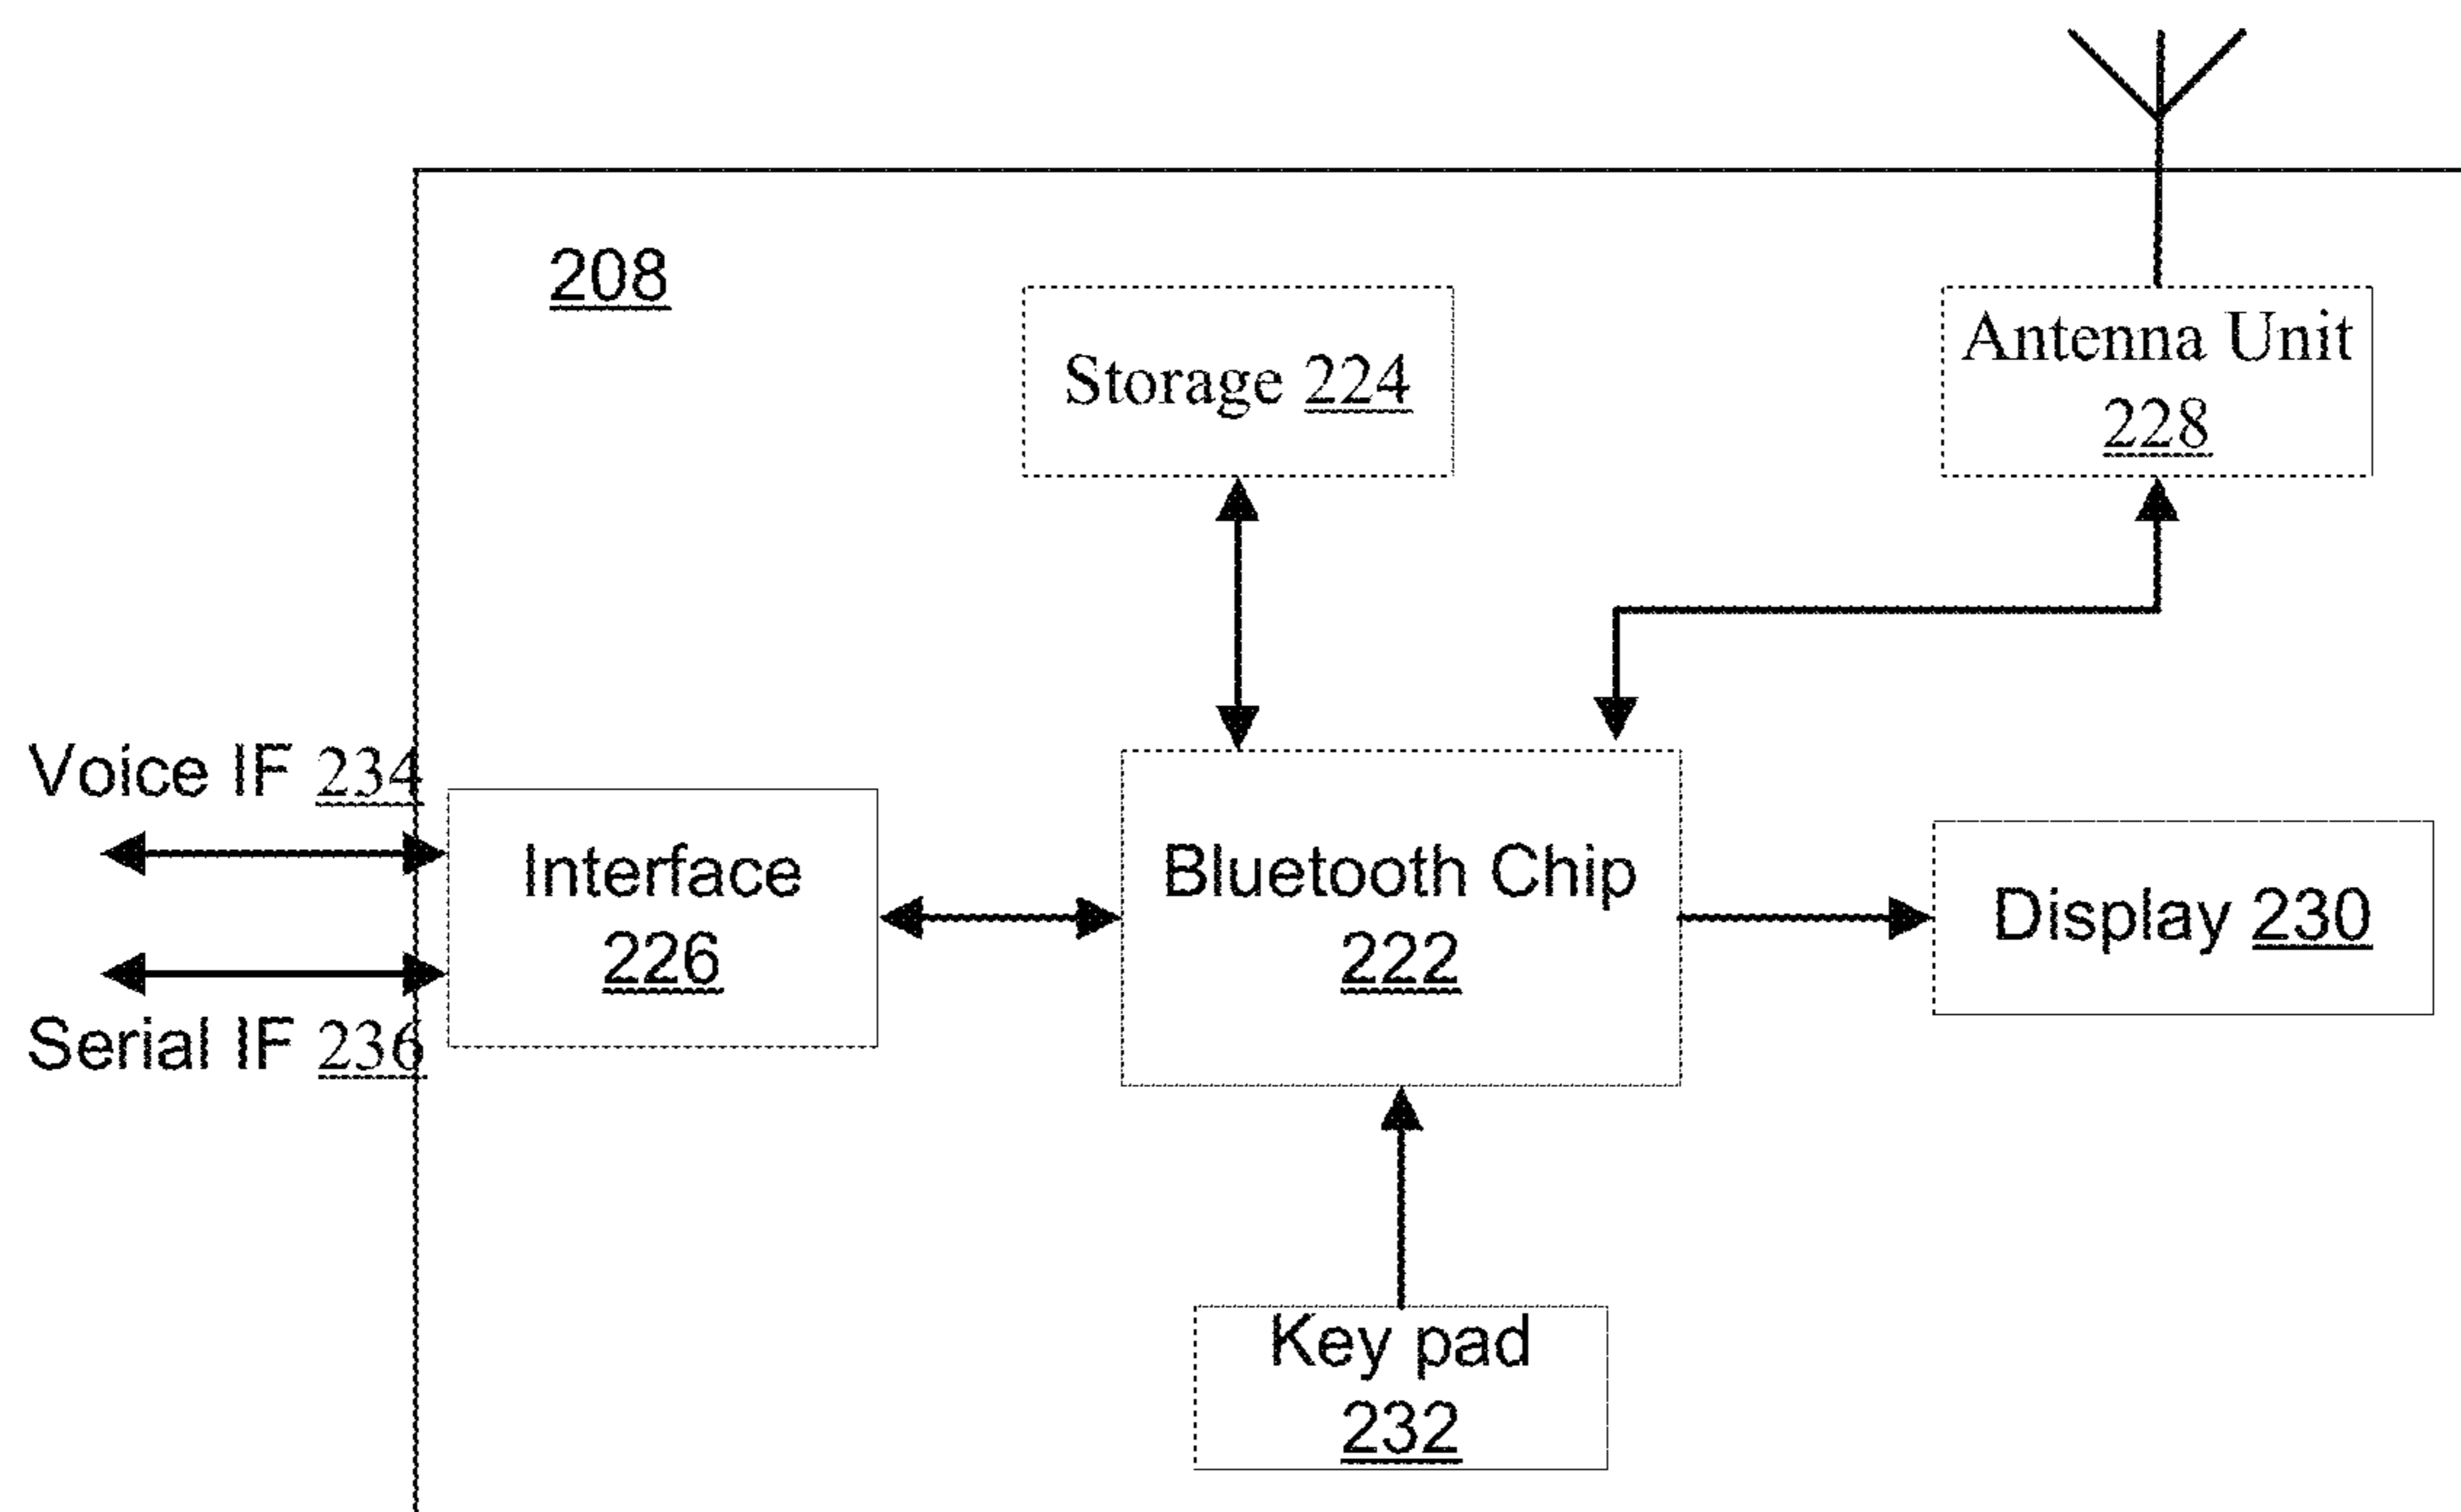 208
Storage 224
Antenna Unit
228
Voice IF 234
Interface
226
Bluetooth Chip
222
Display 230
Serial IF 236
Key pad
232